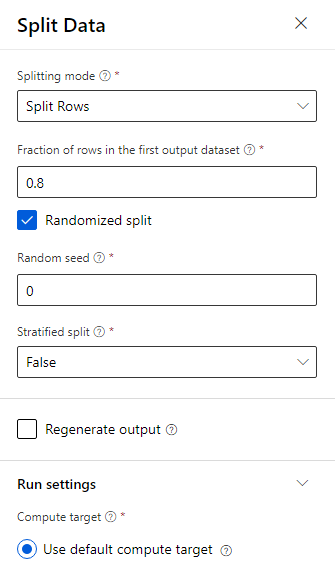 Split Data
Splitting mode *
Split Rows
Fraction of rows in the first output dataset *
0.8
Randomized split
Random seed *
0
Stratified split *
False
Regenerate output
Run settings
Compute target *
Use default compute target